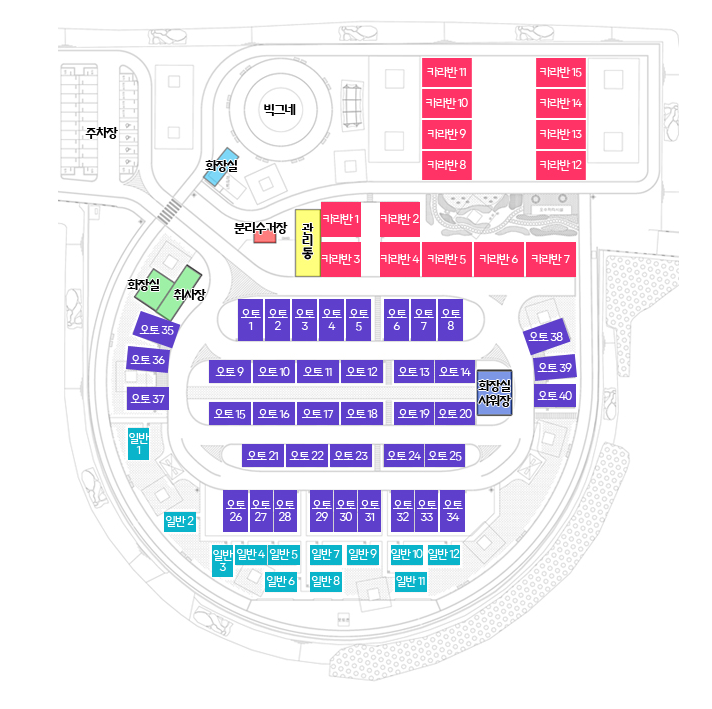 카라반 11
카라반 15
카라반 10
카라반 14
빅그네
주차장
카라반 9
카라반 13
화장실
카라반 8
카라반 12
카라반 1
카라반 2
분리수거장
관
리
동
카라반 3
카라반 4
카라반 5
카라반 6
카라반 7
화장실
취사장
오토
1
오토
2
오토
3
오토
4
오토
5
오토
6
오토
7
오토
8
오토 35
오토 38
오토 36
오토 9
오토 10
오토 11
오토 12
오토 13
오토 14
오토 39
화장실
샤워장
오토 37
오토 40
오토 15
오토 16
오토 17
오토 18
오토 19
오토 20
일반
1
오토 21
오토 22
오토 23
오토 24
오토 25
오토
26
오토
27
오토
28
오토
29
오토
30
오토
31
오토
32
오토
33
오토
34
일반 2
일반
3
일반 4
일반 5
일반 7
일반 9
일반 10
일반 12
일반 6
일반 8
일반 11